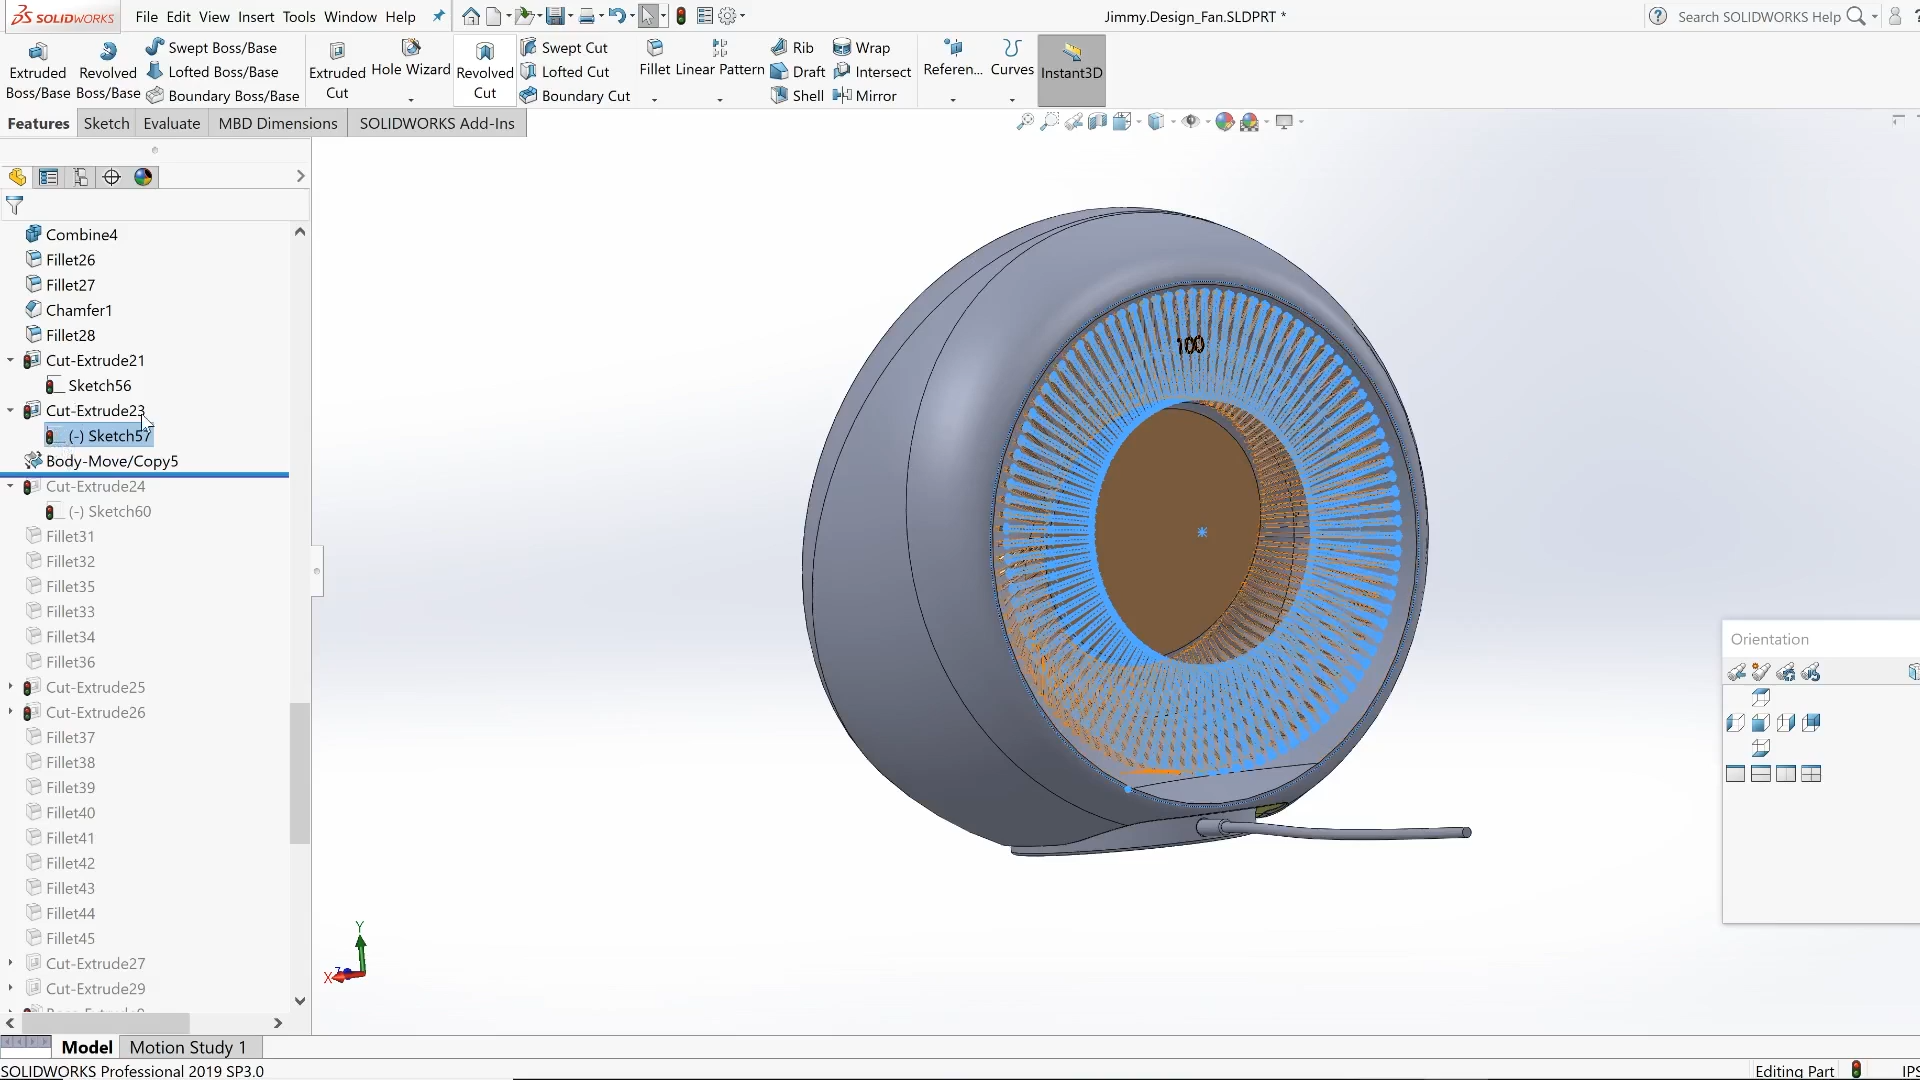 SOLIDWORKS File Edit View Insert Tools Window Help Jimmy.Design_Fan.SLDPRT * Search SOLIDWORKS Help
Extruded Boss/Base
Revolved Boss/Base
Swept Boss/Base
Lofted Boss/Base
Boundary Boss/Base
Extruded Cut
Hole Wizard
Revolved Cut
Swept Cut
Lofted Cut
Boundary Cut
Fillet
Linear Pattern
Rib
Draft
Shell
Wrap
Intersect
Mirror
Referen...
Curves
Instant3D
Features Sketch Evaluate MBD Dimensions SOLIDWORKS Add-Ins
Combine4
Fillet26
Fillet27
Chamfer1
Fillet28
Cut-Extrude21
Sketch56
Cut-Extrude23
(-) Sketch57
Body-Move/Copy5
Cut-Extrude24
(-) Sketch60
Fillet31
Fillet32
Fillet35
Fillet33
Fillet34
Fillet36
Cut-Extrude25
Cut-Extrude26
Fillet37
Fillet38
Fillet39
Fillet40
Fillet41
Fillet42
Fillet43
Fillet44
Fillet45
Cut-Extrude27
Cut-Extrude29
100
Orientation
Y
X
Z
Model Motion Study 1
SOLIDWORKS Professional 2019 SP3.0 Editing Part IPS